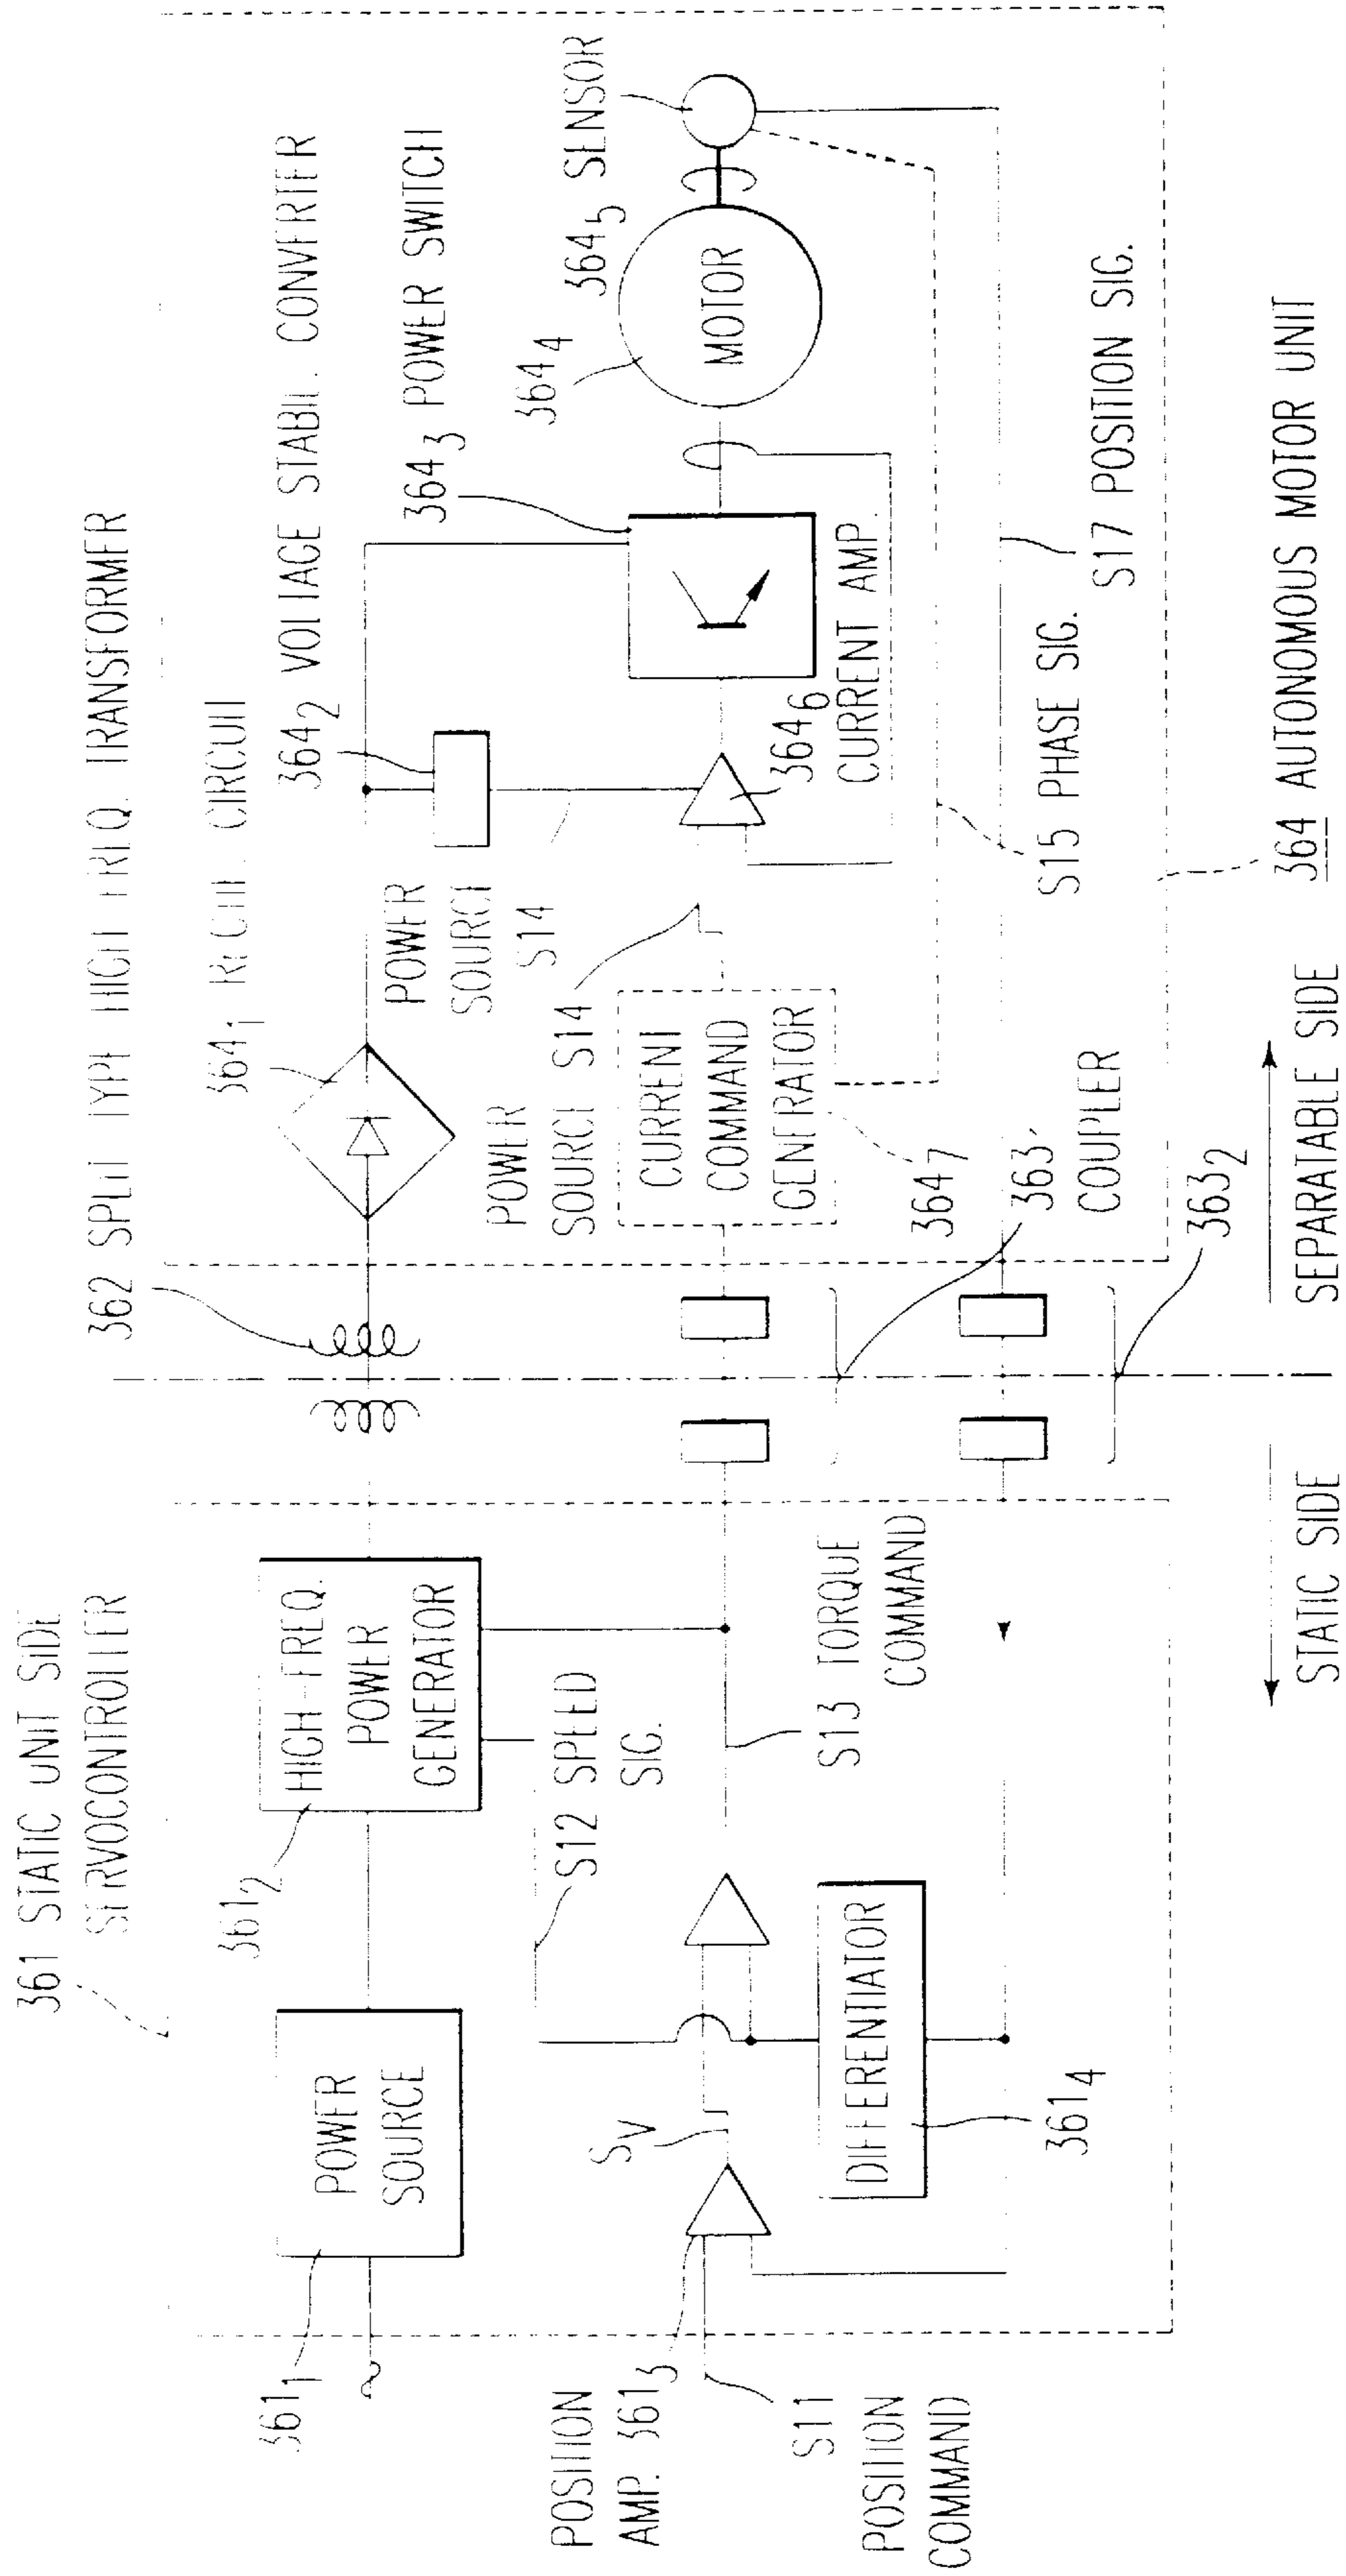 361 STATIC UNIT SIDE
SERVOCONTROLLER
362 SPLIT TYPE HIGH FREQ. TRANSFORMER
364₁ RECTIF. CIRCUIT
364₂ VOLTAGE STABIL. CONVERTER
364₃ POWER SWITCH
364₄
364₅ SENSOR
361₁
POWER
SOURCE
361₂
HIGH-FREQ.
POWER
GENERATOR
POWER
SOURCE
S14
POWER
SOURCE S14
MOTOR
S12 SPEED
SIG.
CURRENT
COMMAND
GENERATOR
364₆
CURRENT AMP.
POSITION
AMP. 361₃
S_V
S13 TORQUE
COMMAND
364₇
S11
POSITION
COMMAND
DIFFERENTIATOR
361₄
363₁
COUPLER
S15 PHASE SIG.
S17 POSITION SIG.
363₂
STATIC SIDE
SEPARATABLE SIDE
364 AUTONOMOUS MOTOR UNIT